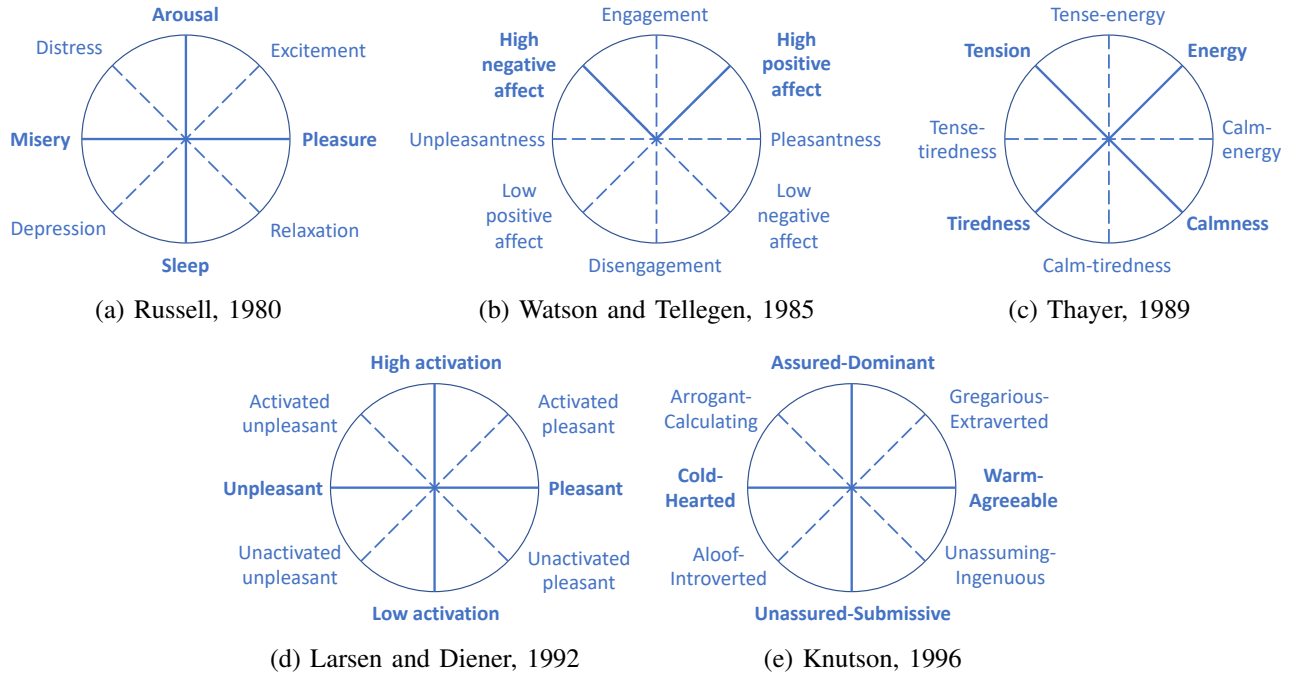 Arousal
Distress
Excitement
Misery
Pleasure
Depression
Relaxation
Sleep
(a) Russell, 1980
Engagement
High
negative
affect
High
positive
affect
Unpleasantness
Pleasantness
Low
positive
affect
Low
negative
affect
Disengagement
(b) Watson and Tellegen, 1985
Tense-energy
Tension
Energy
Tense-
tiredness
Calm-
energy
Tiredness
Calmness
Calm-tiredness
(c) Thayer, 1989
High activation
Activated
unpleasant
Activated
pleasant
Unpleasant
Pleasant
Unactivated
unpleasant
Unactivated
pleasant
Low activation
(d) Larsen and Diener, 1992
Assured-Dominant
Arrogant-
Calculating
Gregarious-
Extraverted
Cold-
Hearted
Warm-
Agreeable
Aloof-
Introverted
Unassuming-
Ingenuous
Unassured-Submissive
(e) Knutson, 1996